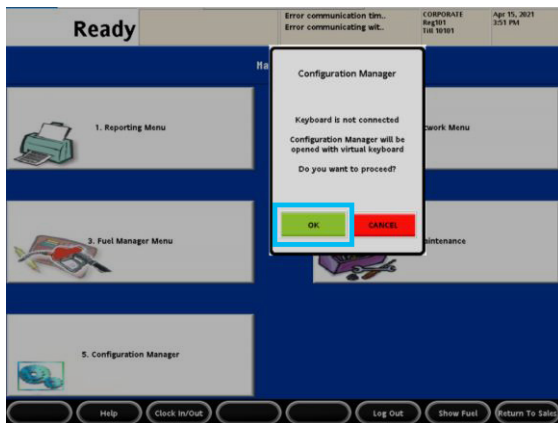 Ready
Error communication tim..
Error communicating wit..
CORPORATE
Reg101
Till 10101
Apr 15, 2021
3:51 PM
Ma
Configuration Manager
Keyboard is not connected
Configuration Manager will be
opened with virtual keyboard
Do you want to proceed?
OK
CANCEL
1. Reporting Menu
twork Menu
3. Fuel Manager Menu
aintenance
5. Configuration Manager
Help
Clock In/Out
Log Out
Show Fuel
Return To Sales